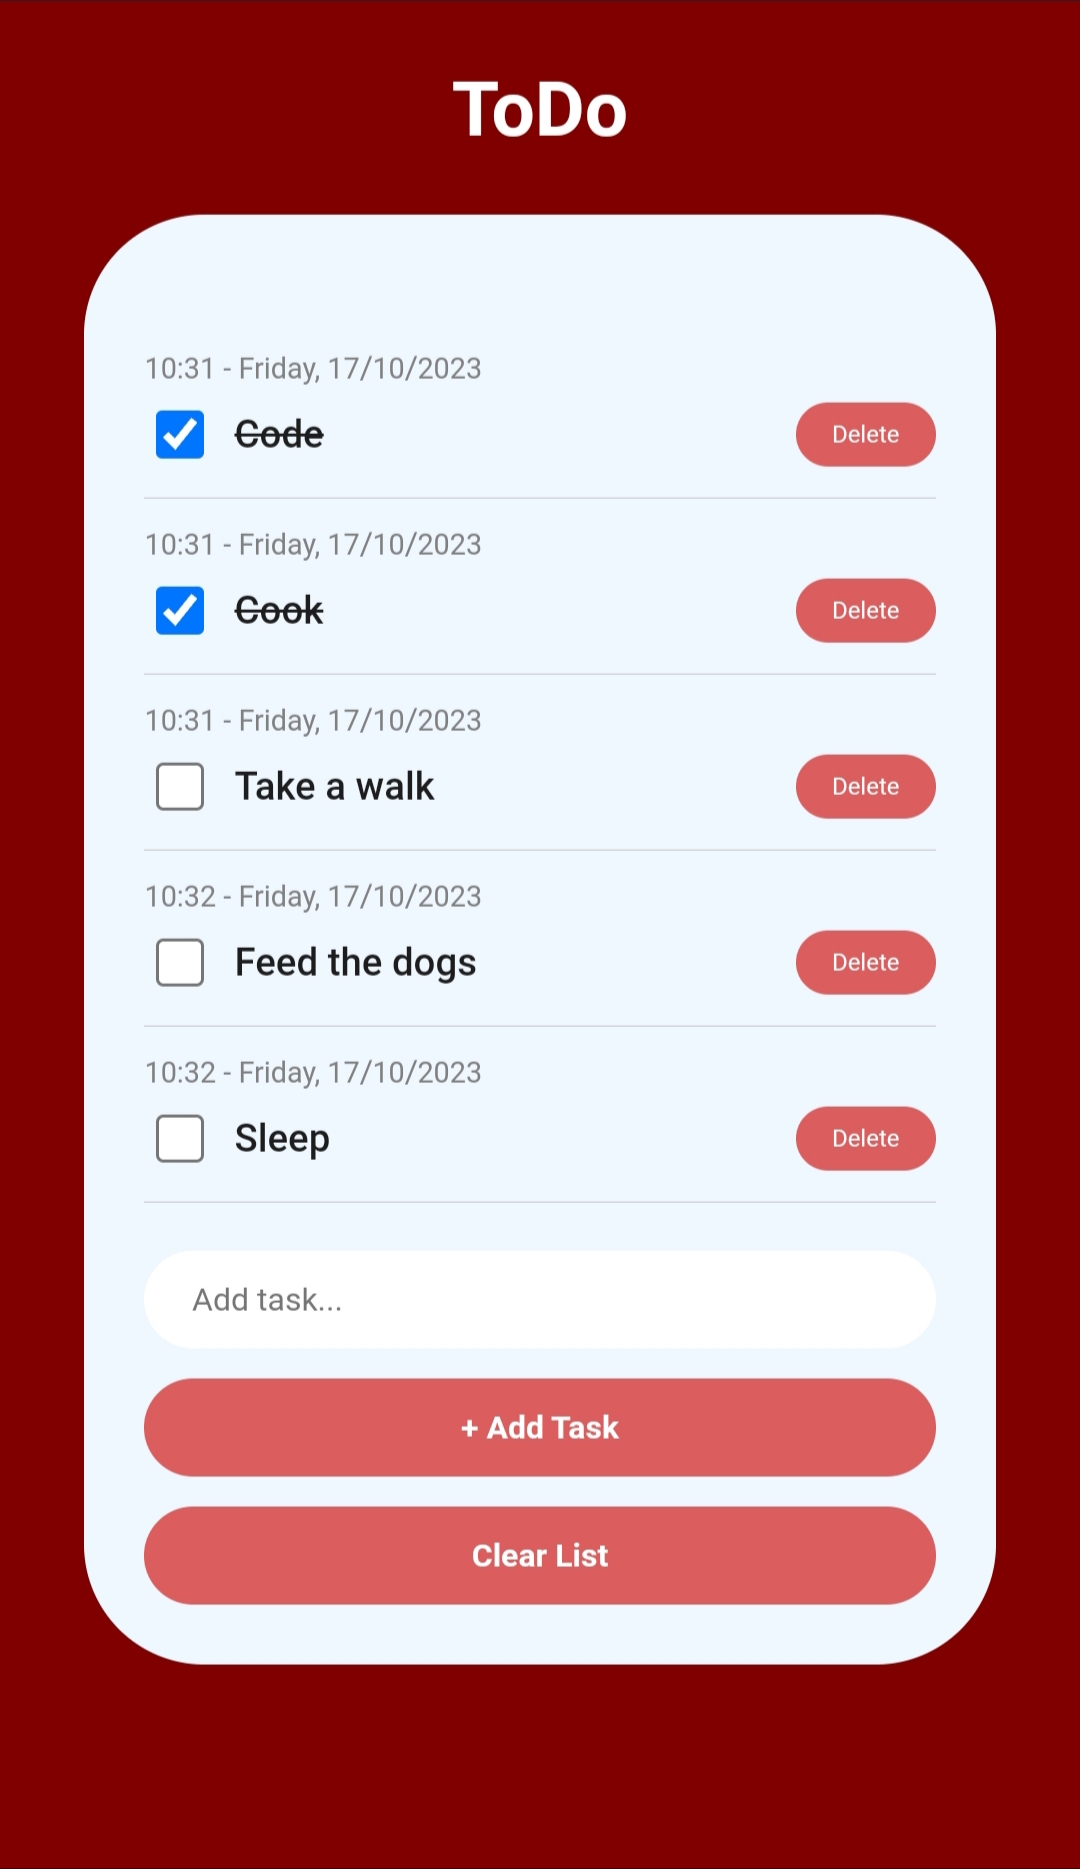 ToDo
10:31 - Friday, 17/10/2023
Code
Delete
10:31 - Friday, 17/10/2023
Cook
Delete
10:31 - Friday, 17/10/2023
Take a walk
Delete
10:32 - Friday, 17/10/2023
Feed the dogs
Delete
10:32 - Friday, 17/10/2023
Sleep
Delete
Add task...
+ Add Task
Clear List